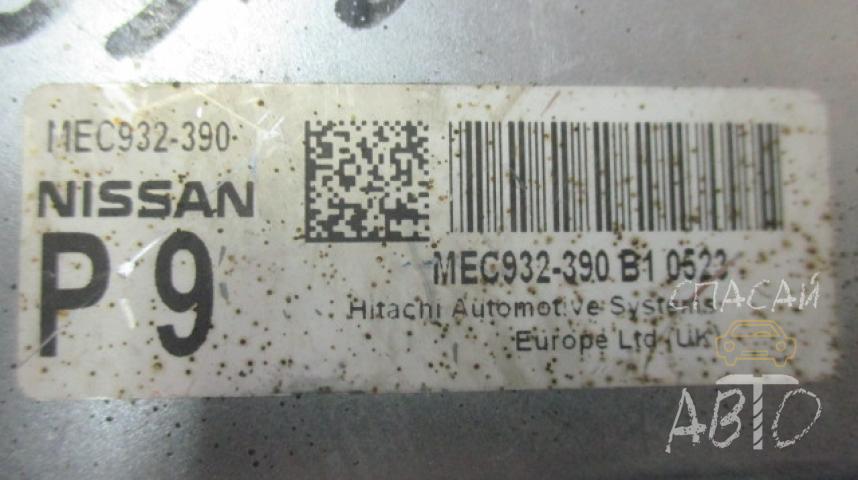 MEC932-390
NISSAN
P 9
MEC932-390 B1 0523
Hitachi Automotive Systems
Europe Ltd (UK)
СПАСАЙ
АВТО